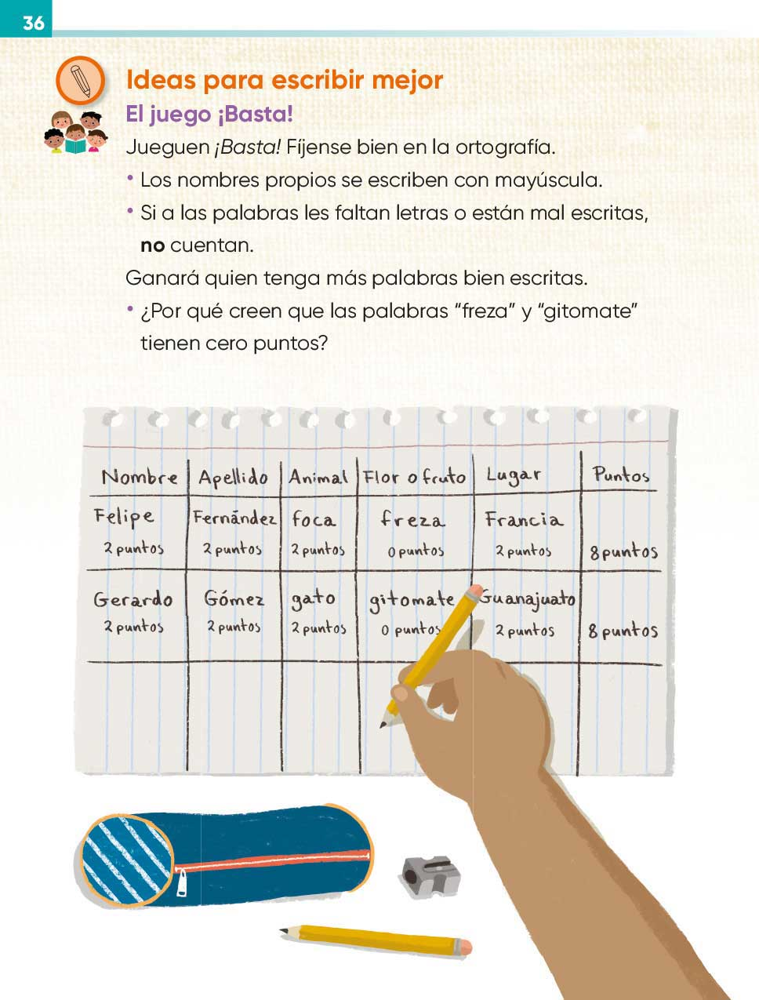 36
Ideas para escribir mejor
El juego ¡Basta!
Jueguen ¡Basta! Fíjense bien en la ortografía.
• Los nombres propios se escriben con mayúscula.
• Si a las palabras les faltan letras o están mal escritas,
no cuentan.
Ganará quien tenga más palabras bien escritas.
• ¿Por qué creen que las palabras “freza” y “gitomate”
tienen cero puntos?
Nombre Apellido Animal Flor o fruto Lugar Puntos
Felipe Fernández foca freza Francia
2 puntos 2 puntos 2 puntos 0 puntos 2 puntos 8 puntos
Gerardo Gómez gato gitomate Guanajuato
2 puntos 2 puntos 2 puntos 0 puntos 2 puntos 8 puntos